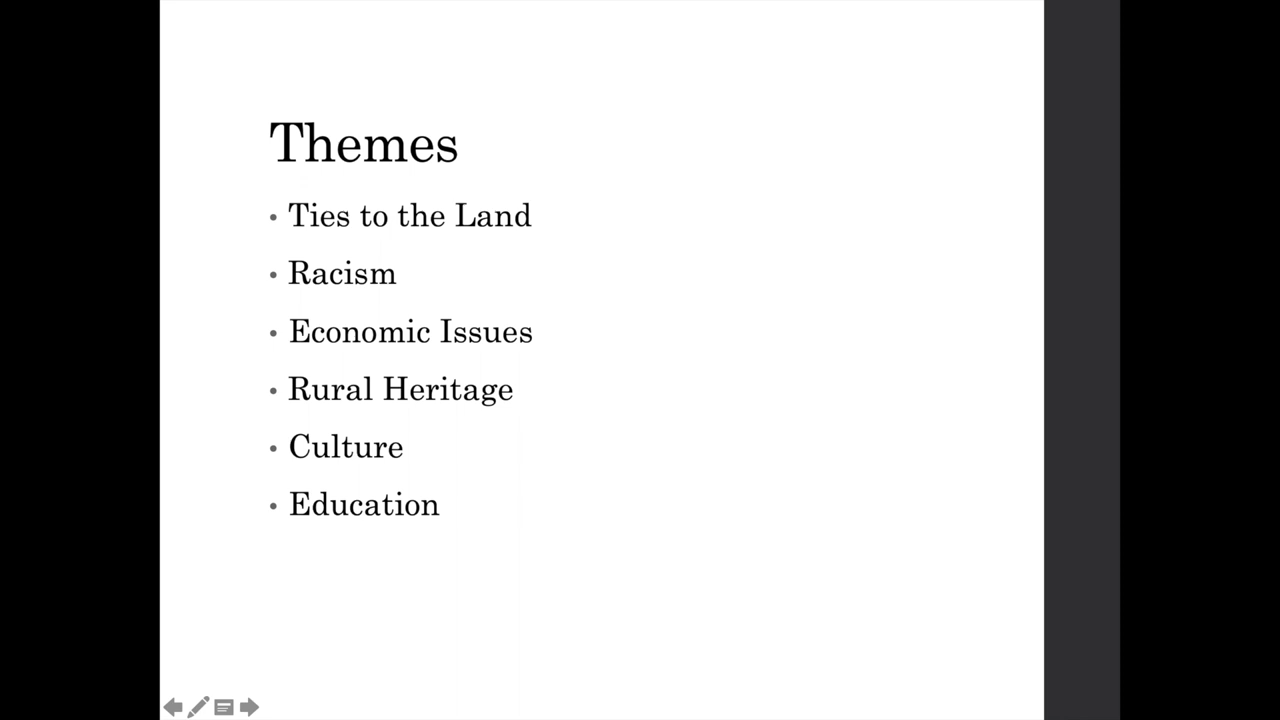 Themes
• Ties to the Land
• Racism
• Economic Issues
• Rural Heritage
• Culture
• Education